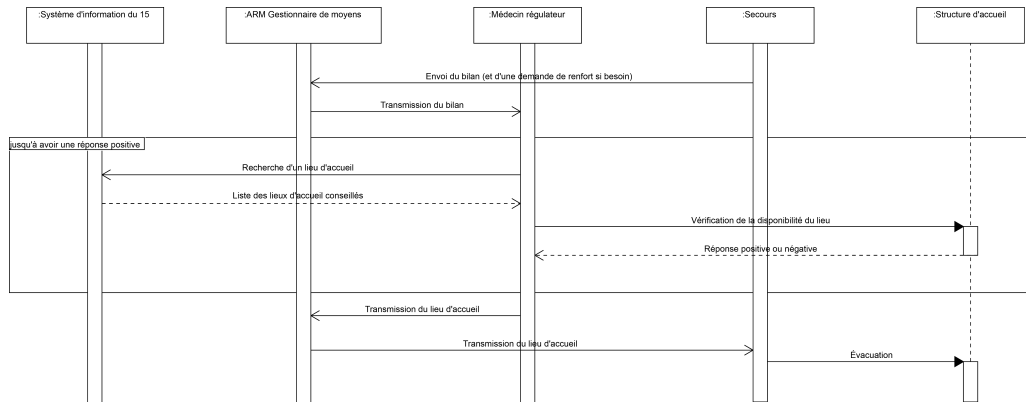 :Système d'information du 15
:ARM Gestionnaire de moyens
:Médecin régulateur
:Secours
:Structure d'accueil
Envoi du bilan (et d'une demande de renfort si besoin)
Transmission du bilan
jusqu'à avoir une réponse positive
Recherche d'un lieu d'accueil
Liste des lieux d'accueil conseillés
Vérification de la disponibilité du lieu
Réponse positive ou négative
Transmission du lieu d'accueil
Transmission du lieu d'accueil
Évacuation